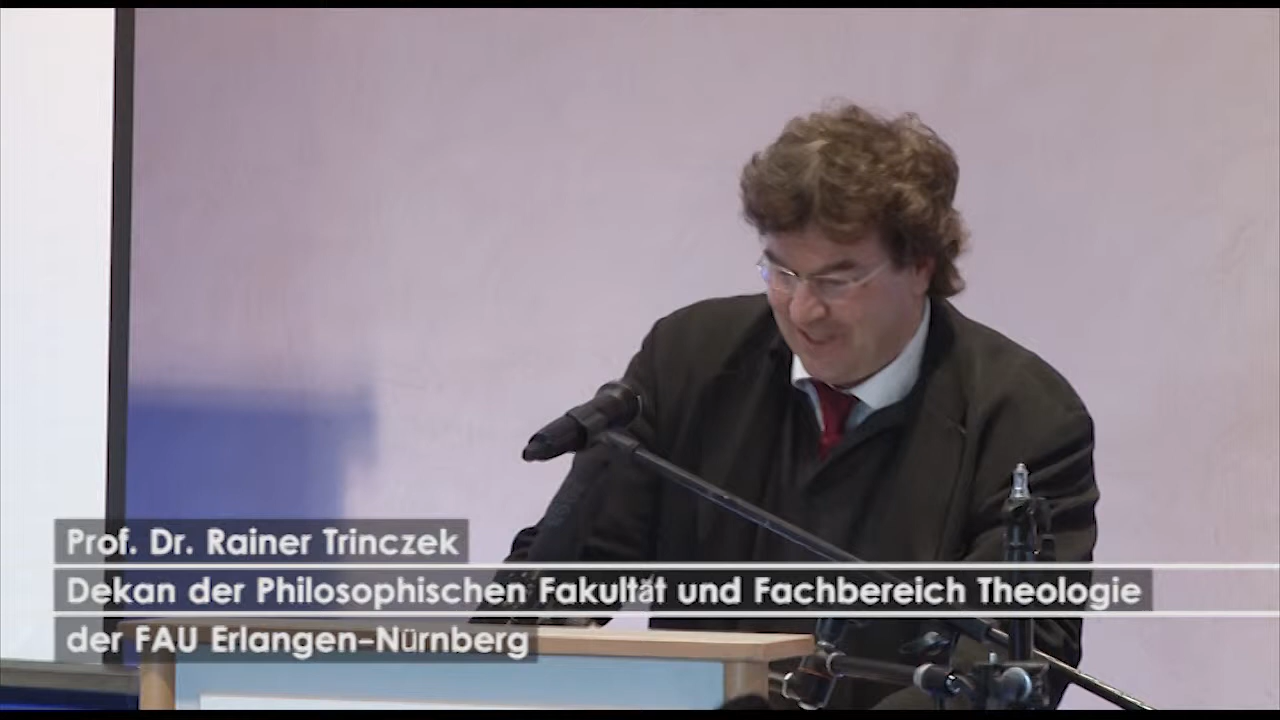 Prof. Dr. Rainer Trinczek
Dekan der Philosophischen Fakultät und Fachbereich Theologie
der FAU Erlangen-Nürnberg